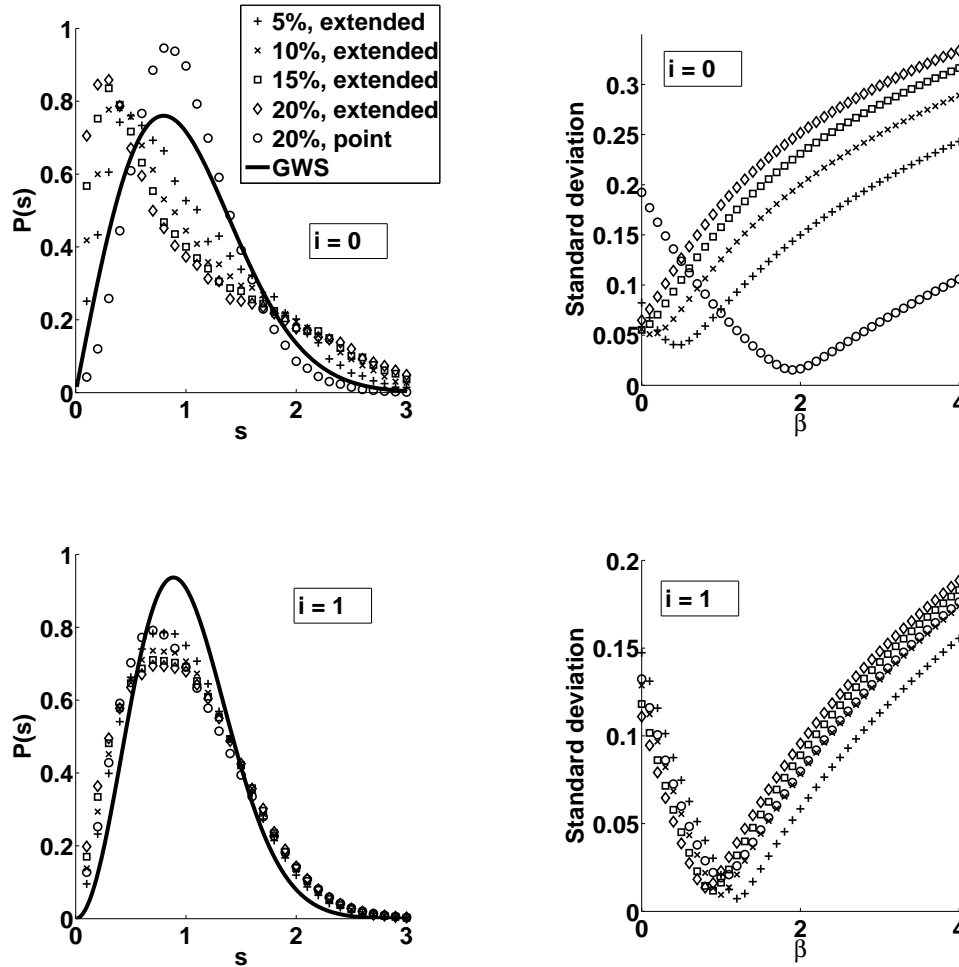 1
0.8
0.6
0.4
0.2
0
P(s)
0
1
2
3
s
5%, extended
10%, extended
15%, extended
20%, extended
20%, point
GWS
i = 0
0.3
0.25
0.2
0.15
0.1
0.05
0
Standard deviation
0
2
4
β
i = 0
1
0.8
0.6
0.4
0.2
0
P(s)
0
1
2
3
s
i = 1
0.2
0.15
0.1
0.05
0
Standard deviation
0
2
4
β
i = 1